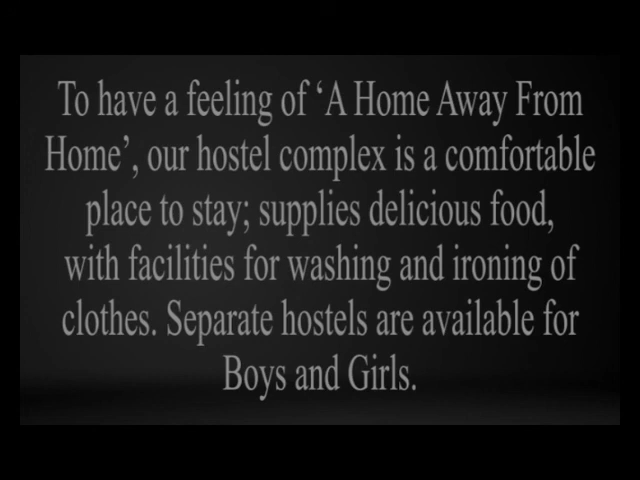 To have a feeling of ‘A Home Away From
Home’, our hostel complex is a comfortable
place to stay; supplies delicious food,
with facilities for washing and ironing of
clothes. Separate hostels are available for
Boys and Girls.